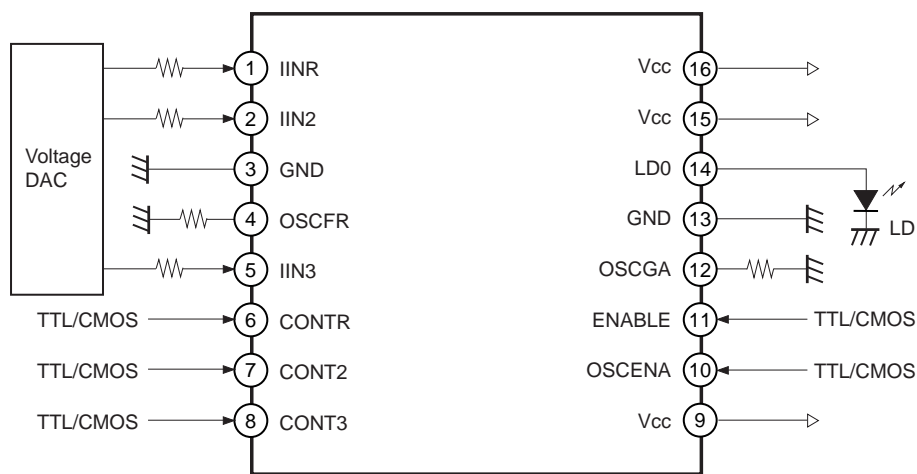 1 IINR
2 IIN2
Voltage
DAC
3 GND
4 OSCFR
5 IIN3
TTL/CMOS 6 CONTR
TTL/CMOS 7 CONT2
TTL/CMOS 8 CONT3
Vcc 16
Vcc 15
LD0 14
GND 13
LD
OSCGA 12
ENABLE 11 TTL/CMOS
OSCENA 10 TTL/CMOS
Vcc 9